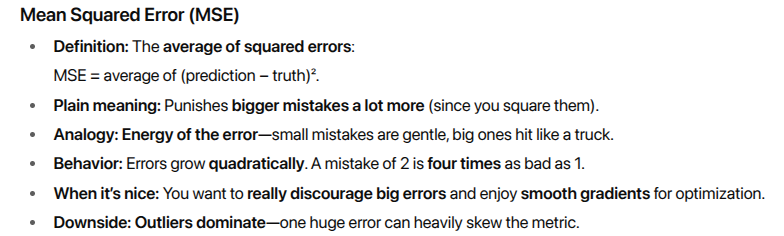 Mean Squared Error (MSE)
• Definition: The average of squared errors:
MSE = average of (prediction − truth)².
• Plain meaning: Punishes bigger mistakes a lot more (since you square them).
• Analogy: Energy of the error—small mistakes are gentle, big ones hit like a truck.
• Behavior: Errors grow quadratically. A mistake of 2 is four times as bad as 1.
• When it’s nice: You want to really discourage big errors and enjoy smooth gradients for optimization.
• Downside: Outliers dominate—one huge error can heavily skew the metric.